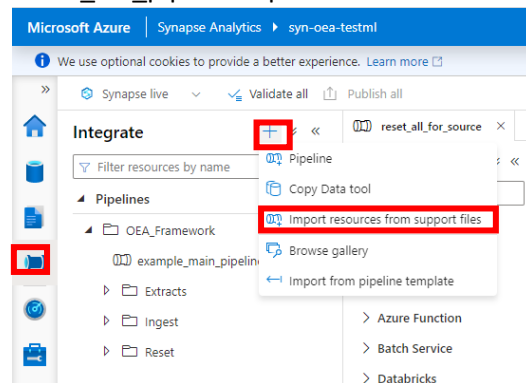 Microsoft Azure Synapse Analytics syn-oea-testml
We use optional cookies to provide a better experience. Learn more
Synapse live Validate all Publish all
Integrate
reset_all_for_source
Filter resources by name
Pipeline
Pipelines
Copy Data tool
OEA_Framework
Import resources from support files
example_main_pipelin
Browse gallery
Extracts
Import from pipeline template
Ingest
Azure Function
Reset
Batch Service
Databricks